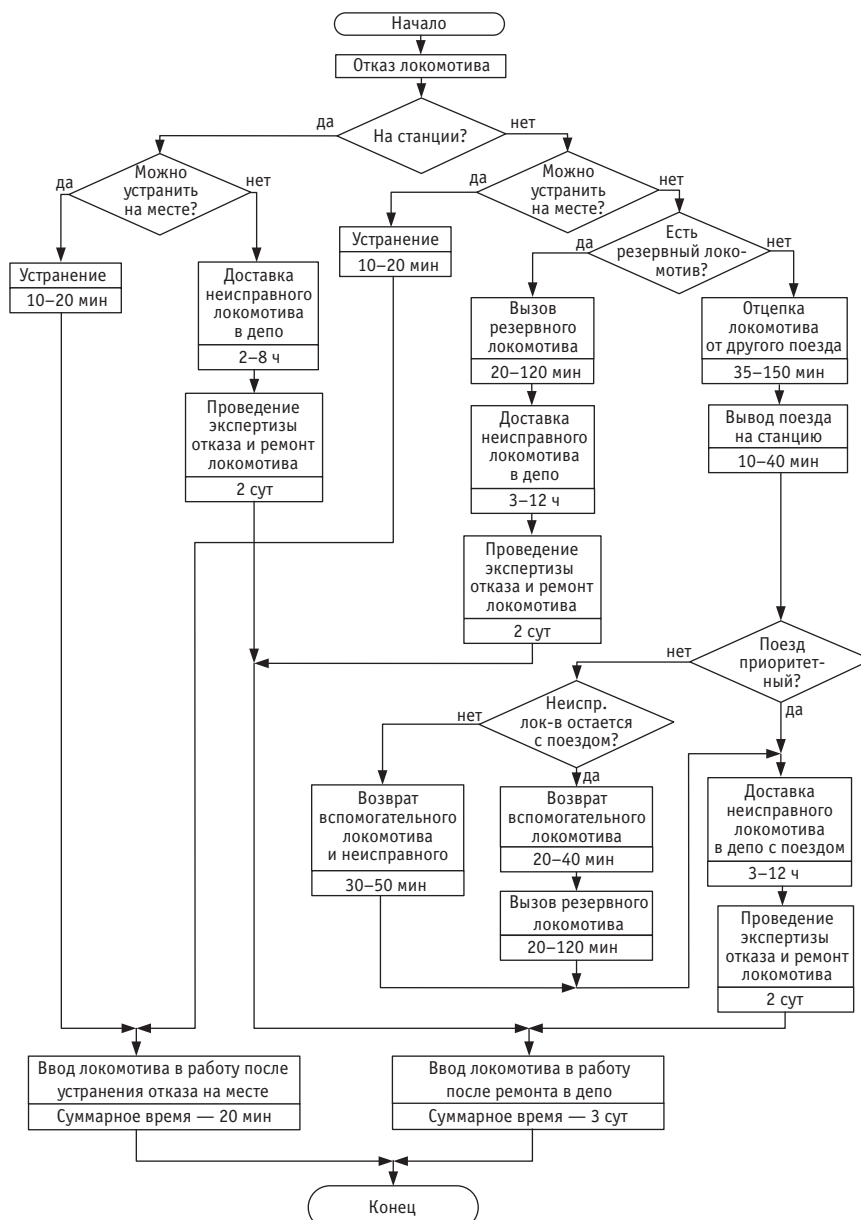 Начало
Отказ локомотива
На станции?
да
нет
Можно
устранить
на месте?
да
нет
Можно
устранить
на месте?
да
нет
Есть
резервный локо-
мотив?
да
нет
Устранение
10–20 мин
Доставка
неисправного
локомотива
в депо
2–8 ч
Проведение
экспертизы
отказа и ремонт
локомотива
2 сут
Устранение
10–20 мин
Вызов
резервного
локомотива
20–120 мин
Доставка
неисправного
локомотива
в депо
3–12 ч
Проведение
экспертизы
отказа и ремонт
локомотива
2 сут
Отцепка
локомотива
от другого поезда
35–150 мин
Вывод поезда
на станцию
10–40 мин
Поезд
приоритет-
ный?
нет
да
Неиспр.
лок-в остается
с поездом?
нет
да
Возврат
вспомогательного
локомотива
и неисправного
30–50 мин
Возврат
вспомогательного
локомотива
20–40 мин
Вызов резервного
локомотива
20–120 мин
Доставка
неисправного
локомотива
в депо с поездом
3–12 ч
Проведение
экспертизы
отказа и ремонт
локомотива
2 сут
Ввод локомотива в работу после
устранения отказа на месте
Суммарное время — 20 мин
Ввод локомотива в работу
после ремонта в депо
Суммарное время — 3 сут
Конец